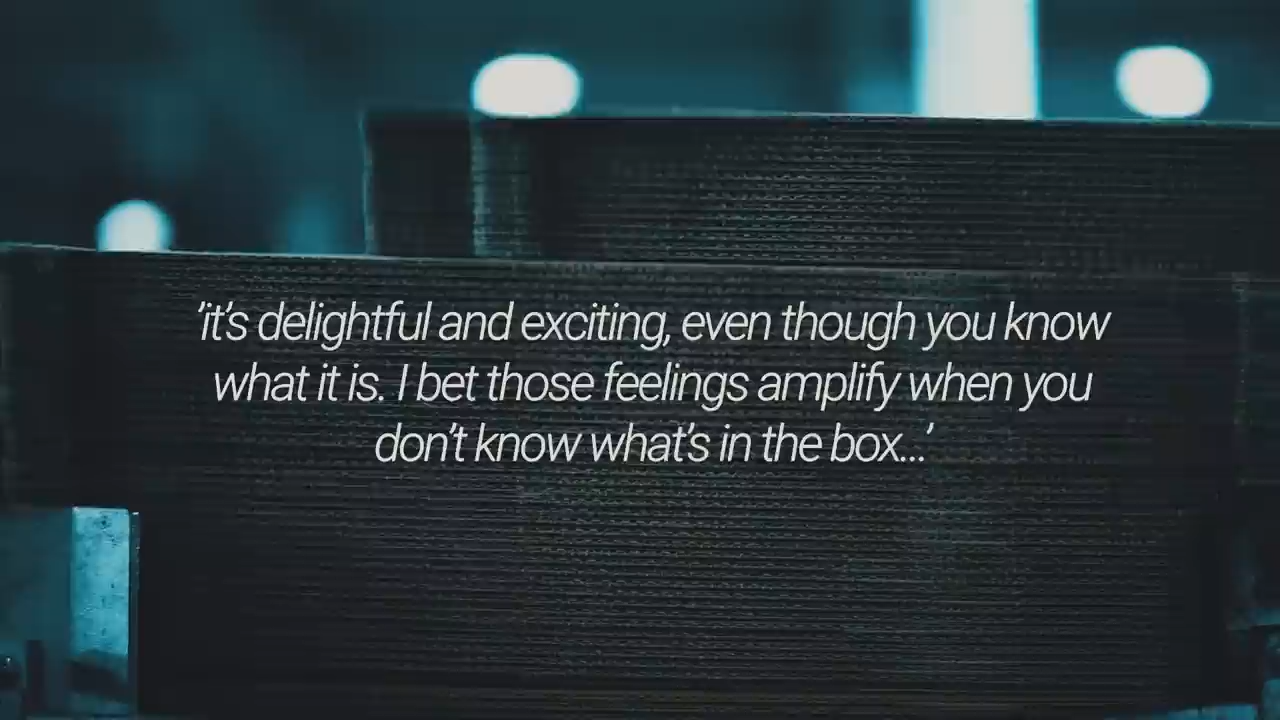 'it's delightful and exciting, even though you know
what it is. I bet those feelings amplify when you
don't know what's in the box...'